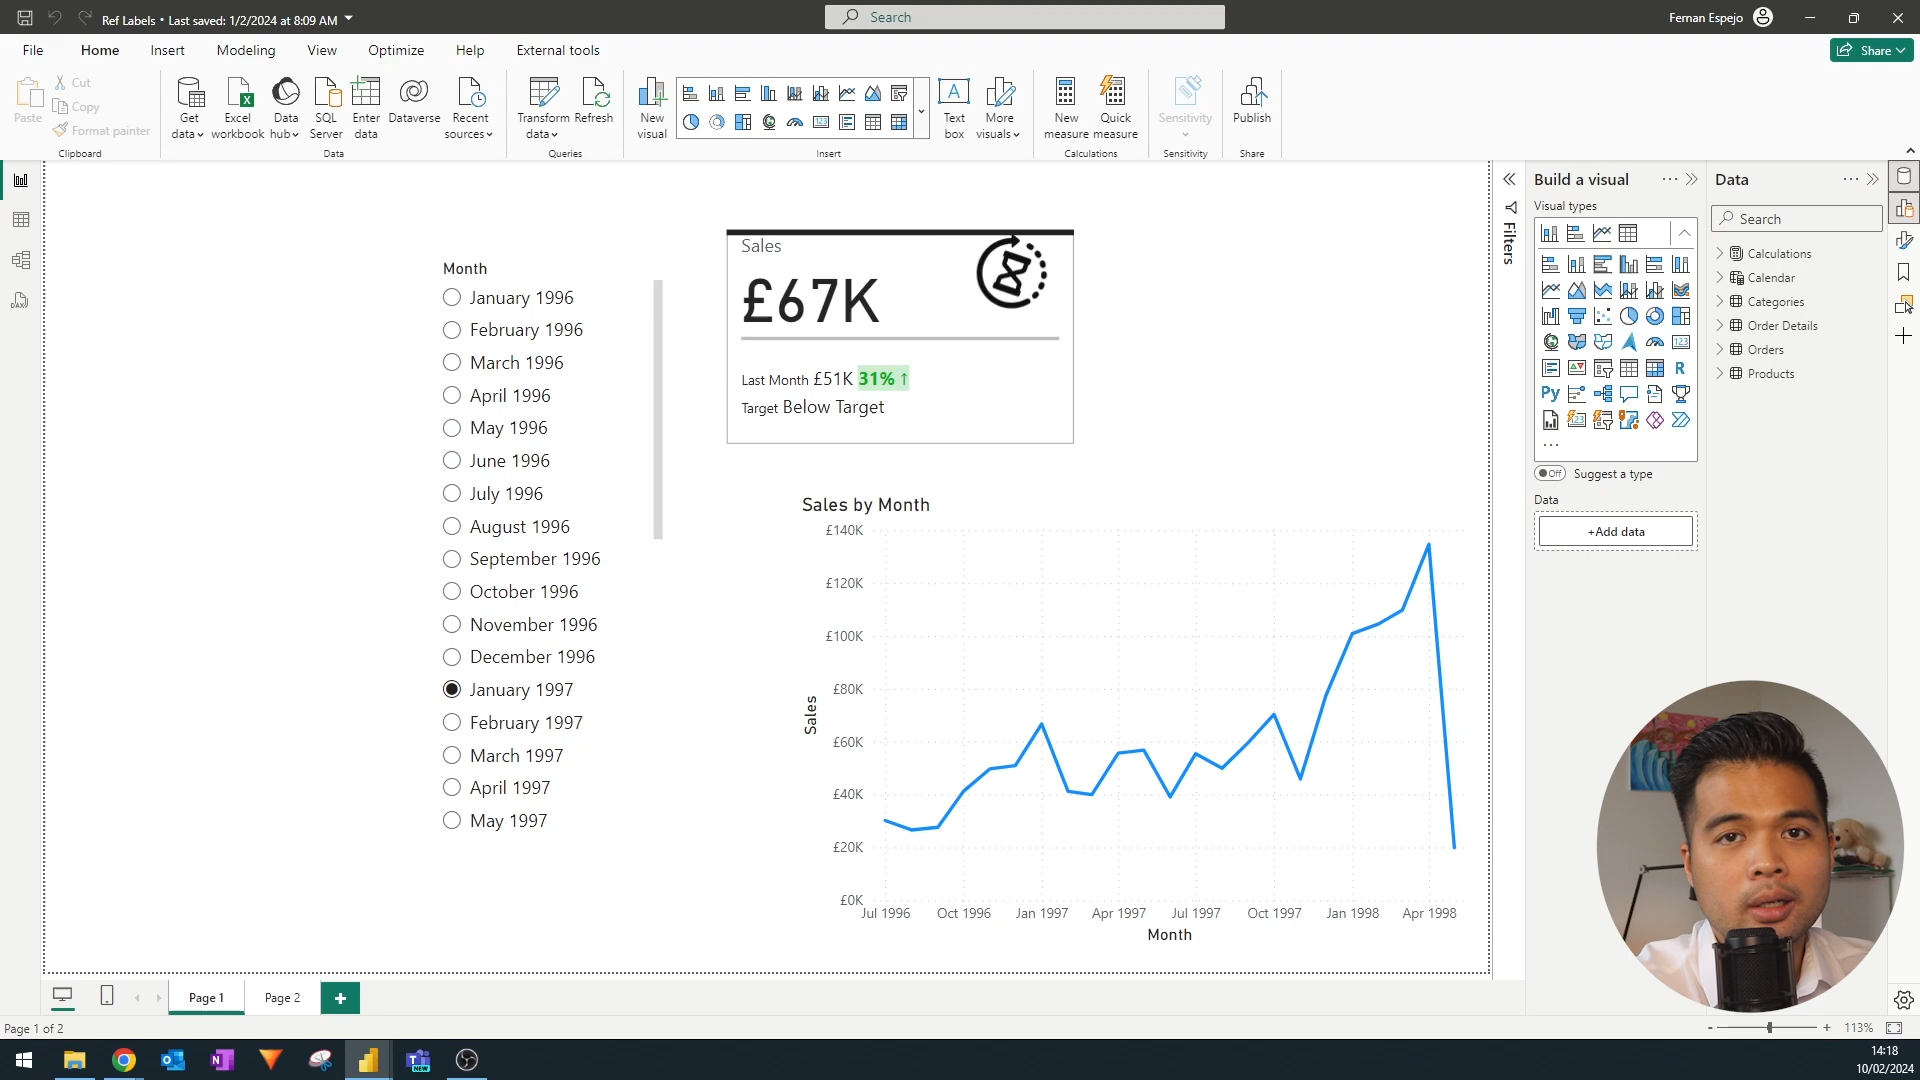 Ref Labels • Last saved: 1/2/2024 at 8:09 AM
Search
Fernan Espejo
File
Home
Insert
Modeling
View
Optimize
Help
External tools
Share
Paste
Cut
Copy
Format painter
Clipboard
Get data
Excel workbook
Data hub
SQL Server
Enter data
Dataverse
Recent sources
Data
Transform data
Refresh
Queries
New visual
Text box
More visuals
Insert
New measure
Quick measure
Calculations
Sensitivity
Sensitivity
Publish
Share
Month
January 1996
February 1996
March 1996
April 1996
May 1996
June 1996
July 1996
August 1996
September 1996
October 1996
November 1996
December 1996
January 1997
February 1997
March 1997
April 1997
May 1997
Sales
£67K
Last Month £51K 31% ↑
Target Below Target
Sales by Month
£140K
£120K
£100K
£80K
£60K
£40K
£20K
£0K
Sales
Jul 1996
Oct 1996
Jan 1997
Apr 1997
Jul 1997
Oct 1997
Jan 1998
Apr 1998
Month
Filters
Build a visual
Visual types
123
R
Py
Off
Suggest a type
Data
+Add data
Data
Search
Calculations
Calendar
Categories
Order Details
Orders
Products
Page 1
Page 2
Page 1 of 2
113%
NEW
14:18
10/02/2024